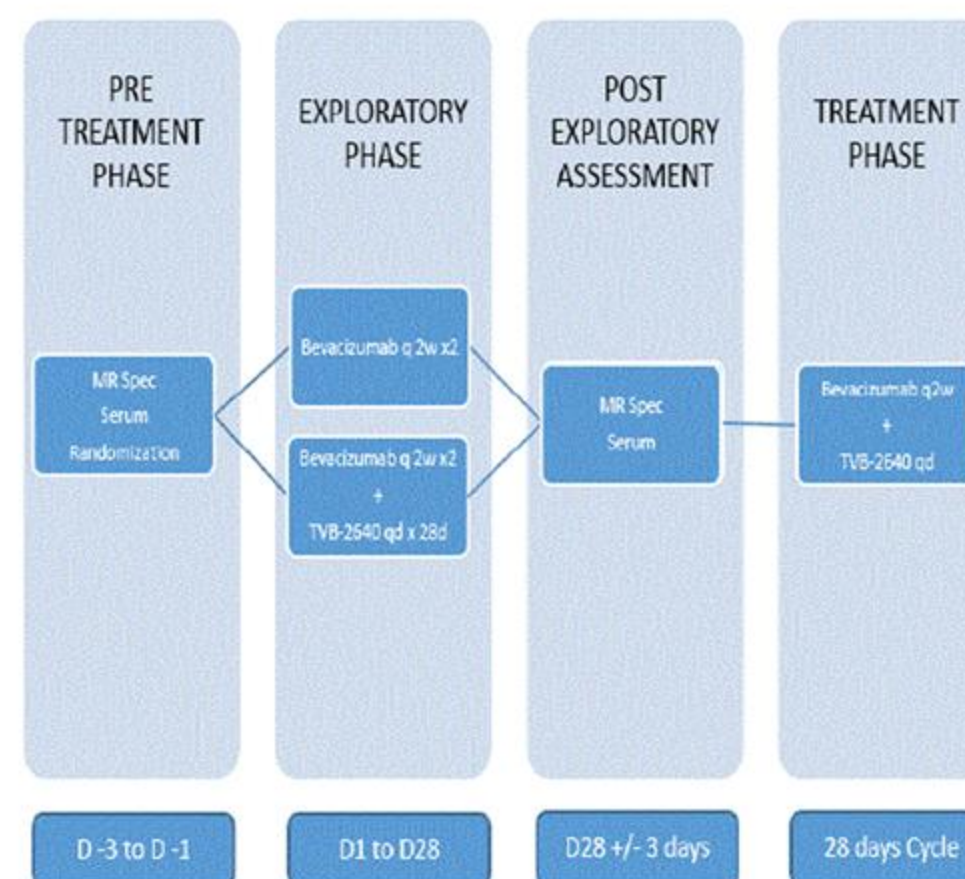 PRE
TREATMENT
PHASE
MR Spec
Serum
Randomization
D -3 to D -1
EXPLORATORY
PHASE
Bevacizumab q 2w x2
Bevacizumab q 2w x2
+
TVB-2640 qd x 28d
D1 to D28
POST
EXPLORATORY
ASSESSMENT
MR Spec
Serum
D28 +/- 3 days
TREATMENT
PHASE
Bevacizumab q2w
+
TVB-2640 qd
28 days Cycle